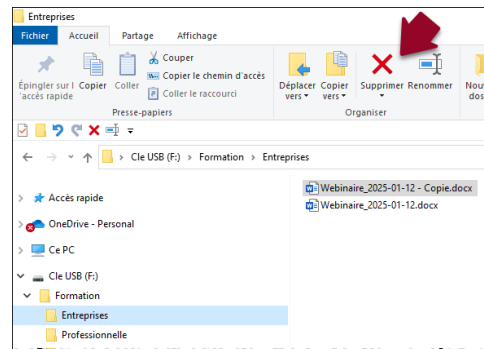 Entreprises
Fichier Accueil Partage Affichage
Épingler sur l'accès rapide
Copier
Coller
Couper
Copier le chemin d'accès
Coller le raccourci
Déplacer vers
Copier vers
Supprimer
Renommer
Presse-papiers
Organiser
Cle USB (F:) > Formation > Entreprises
Accès rapide
OneDrive - Personal
Ce PC
Cle USB (F:)
Formation
Entreprises
Professionnelle
Webinaire_2025-01-12 - Copie.docx
Webinaire_2025-01-12.docx